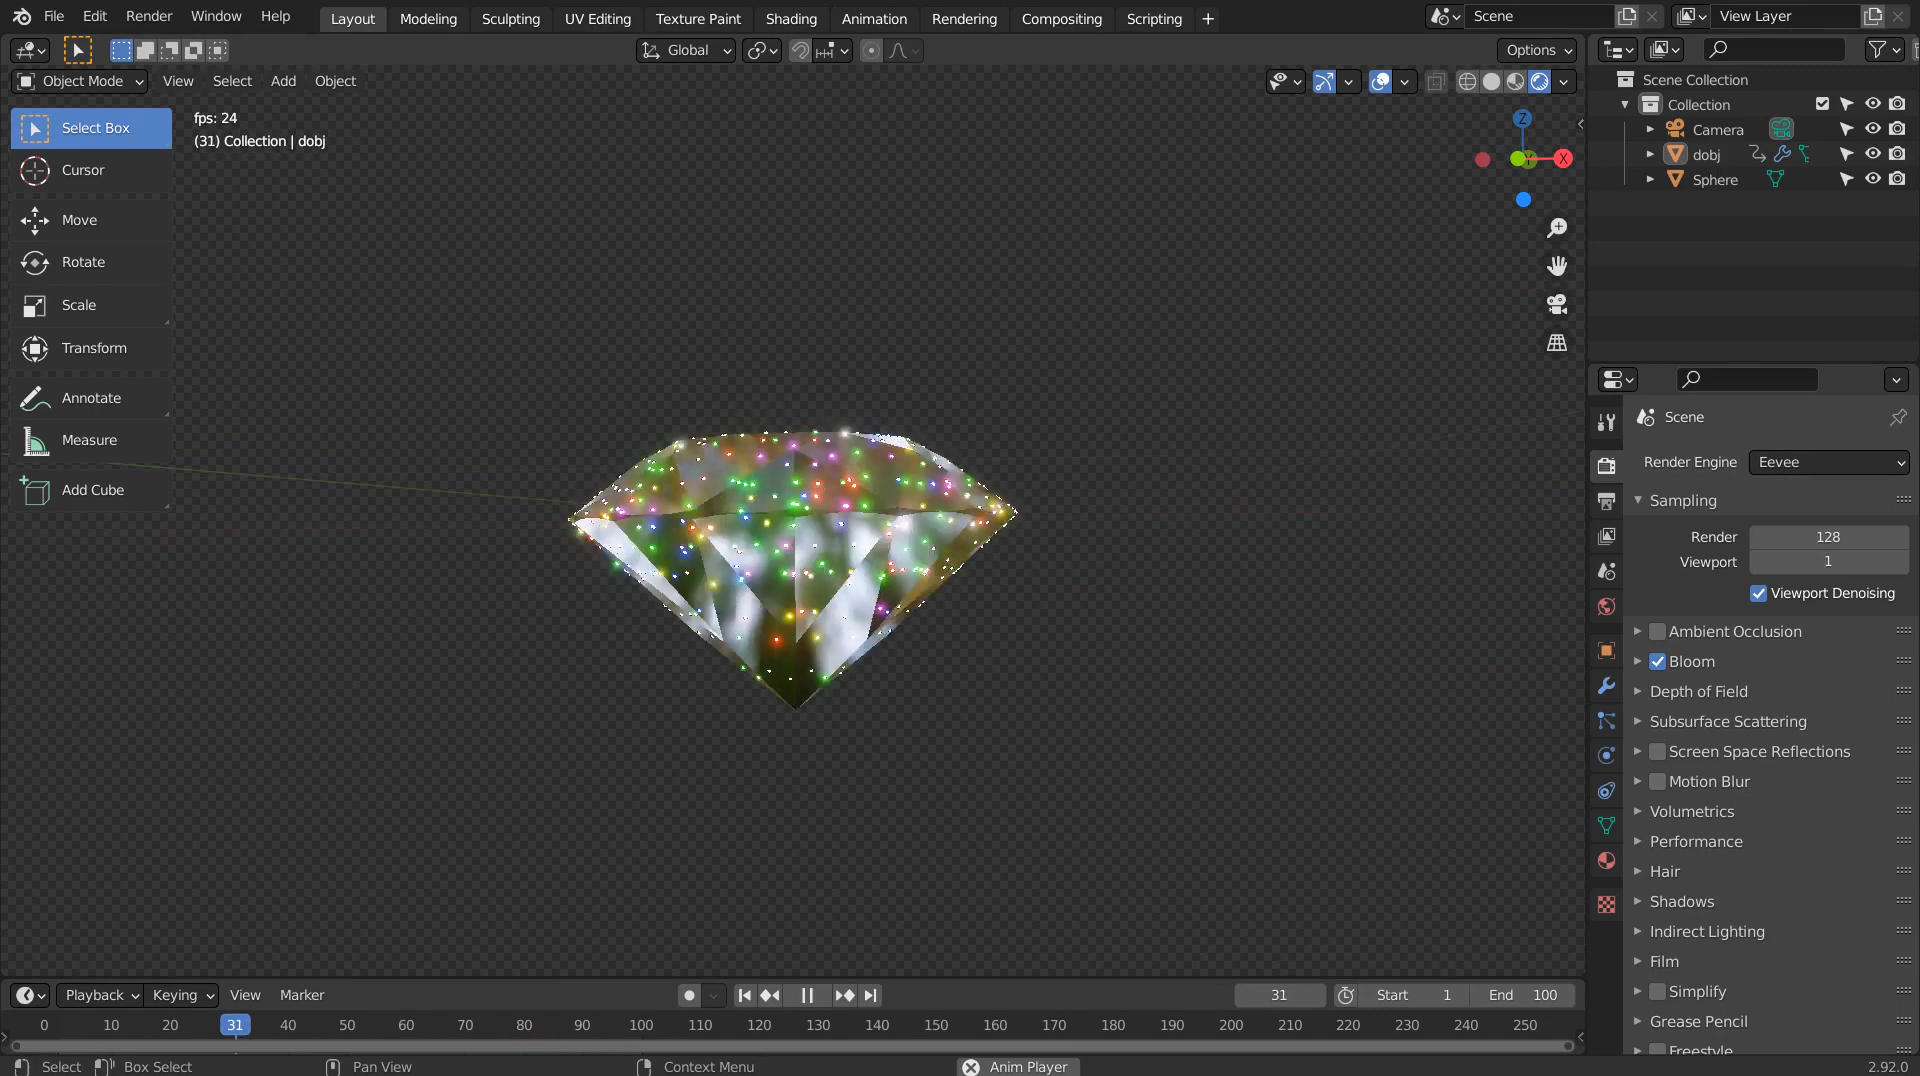 File Edit Render Window Help Layout Modeling Sculpting UV Editing Texture Paint Shading Animation Rendering Compositing Scripting + Scene View Layer
Global Options
Object Mode View Select Add Object
Select Box
Cursor
Move
Rotate
Scale
Transform
Annotate
Measure
Add Cube
fps: 24
(31) Collection | dobj
Z
X
Scene Collection
Collection
Camera
dobj
Sphere
Scene
Render Engine Eevee
Sampling
Render 128
Viewport 1
Viewport Denoising
Ambient Occlusion
Bloom
Depth of Field
Subsurface Scattering
Screen Space Reflections
Motion Blur
Volumetrics
Performance
Hair
Shadows
Indirect Lighting
Film
Simplify
Grease Pencil
Freestyle
Playback Keying View Marker 31 Start 1 End 100
0 10 20 31 40 50 60 70 80 90 100 110 120 130 140 150 160 170 180 190 200 210 220 230 240 250
Select Box Select Pan View Context Menu Anim Player 2.92.0